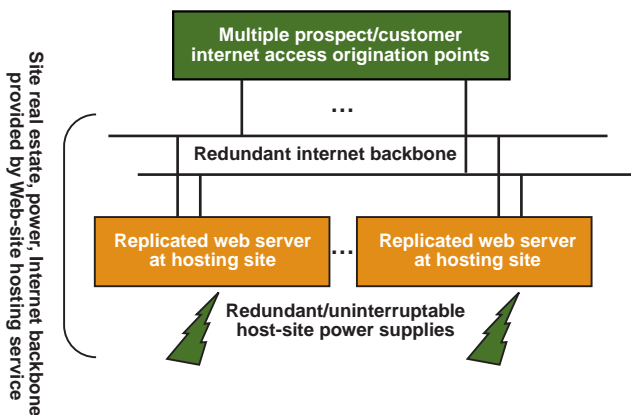 Multiple prospect/customer
internet access origination points
...
Redundant internet backbone
Replicated web server
at hosting site
...
Replicated web server
at hosting site
Redundant/uninterruptable
host-site power supplies
Site real estate, power, Internet backbone
provided by Web-site hosting service